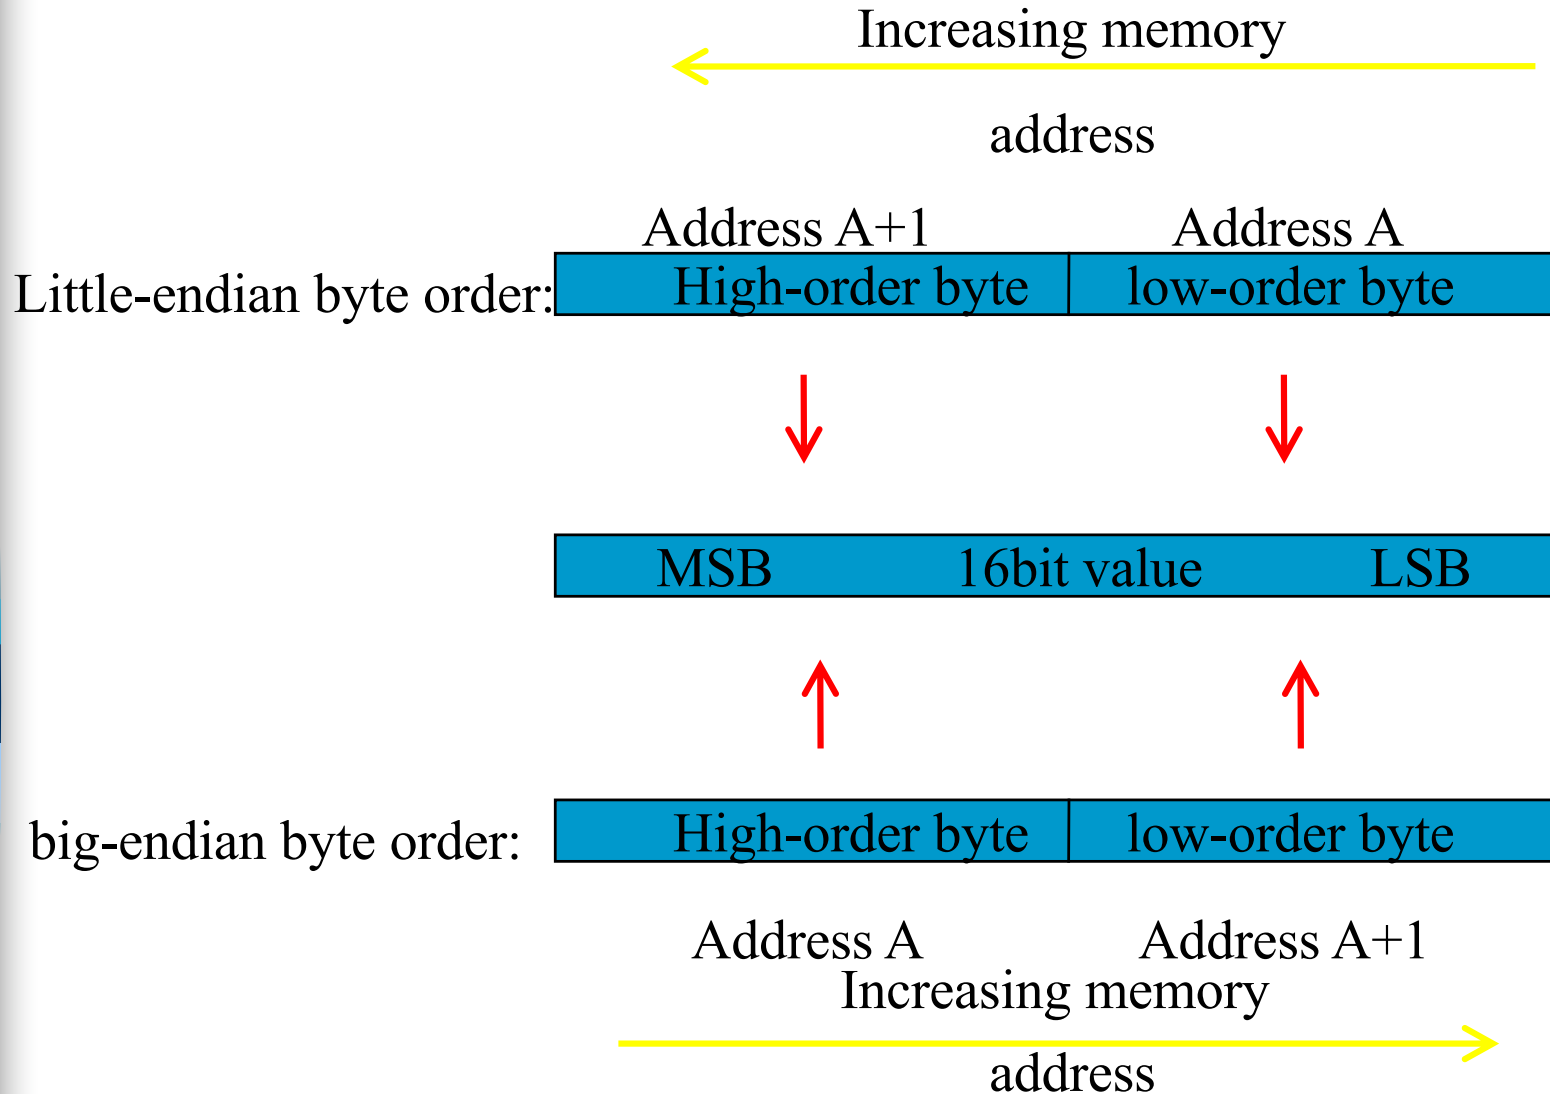 Increasing memory
address
Address A+1 Address A
Little-endian byte order: High-order byte low-order byte
MSB 16bit value LSB
big-endian byte order: High-order byte low-order byte
Address A Address A+1
Increasing memory
address